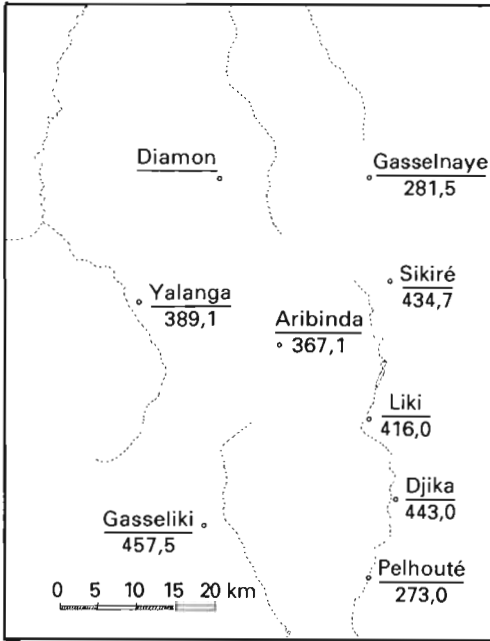 Diamon
Gasselnaye
281,5
Sikiré
434,7
Yalanga
389,1
Aribinda
367,1
Liki
416,0
Djika
443,0
Gasseliki
457,5
Pelhouté
273,0
0 5 10 15 20 km